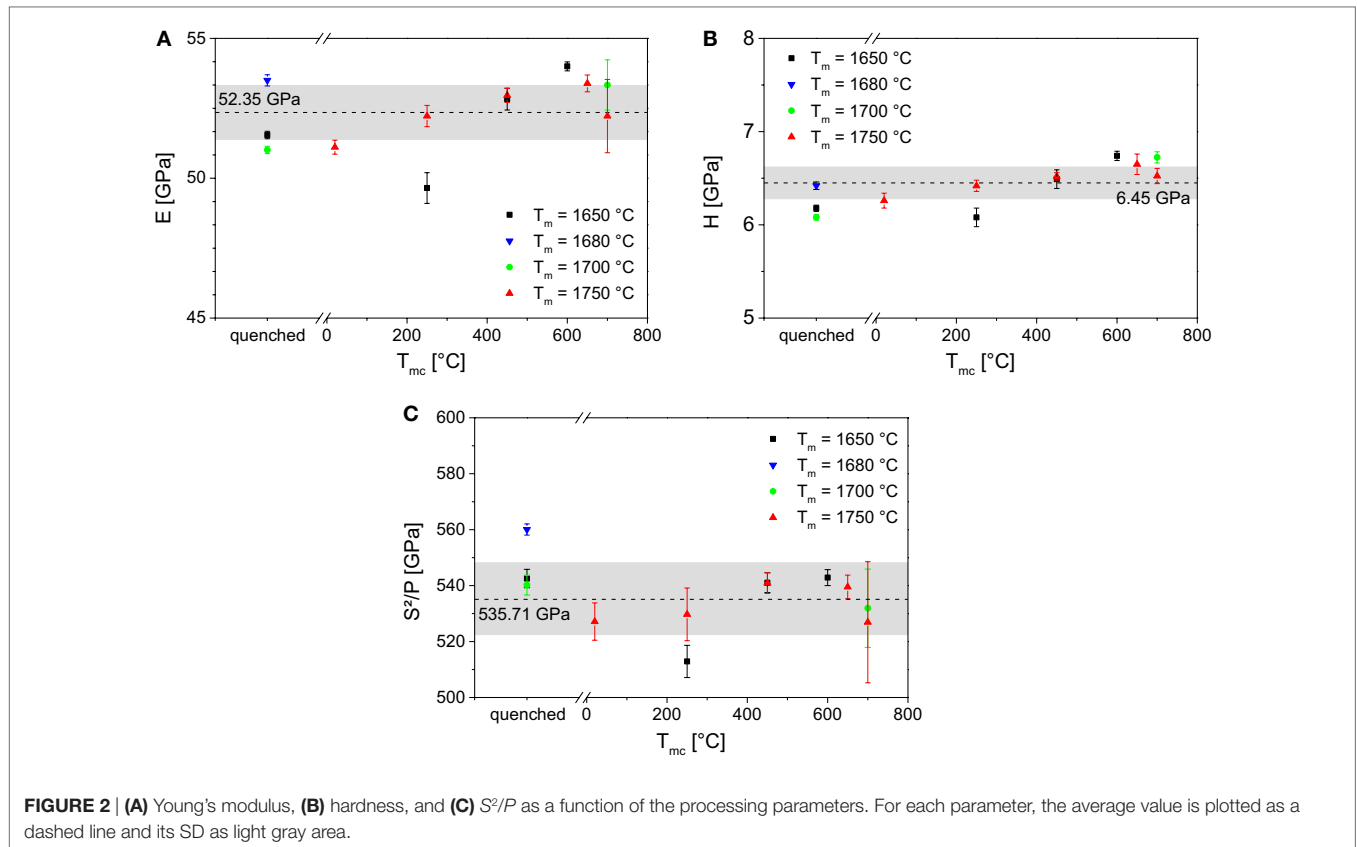 A
55
50
45
E [GPa]
52.35 GPa
T_m = 1650 °C
T_m = 1680 °C
T_m = 1700 °C
T_m = 1750 °C
quenched 0 200 400 600 800
T_mc [°C]
B
8
7
6
5
H [GPa]
T_m = 1650 °C
T_m = 1680 °C
T_m = 1700 °C
T_m = 1750 °C
6.45 GPa
quenched 0 200 400 600 800
T_mc [°C]
C
600
580
560
540
520
500
S²/P [GPa]
T_m = 1650 °C
T_m = 1680 °C
T_m = 1700 °C
T_m = 1750 °C
535.71 GPa
quenched 0 200 400 600 800
T_mc [°C]
FIGURE 2 | (A) Young's modulus, (B) hardness, and (C) S²/P as a function of the processing parameters. For each parameter, the average value is plotted as a
dashed line and its SD as light gray area.